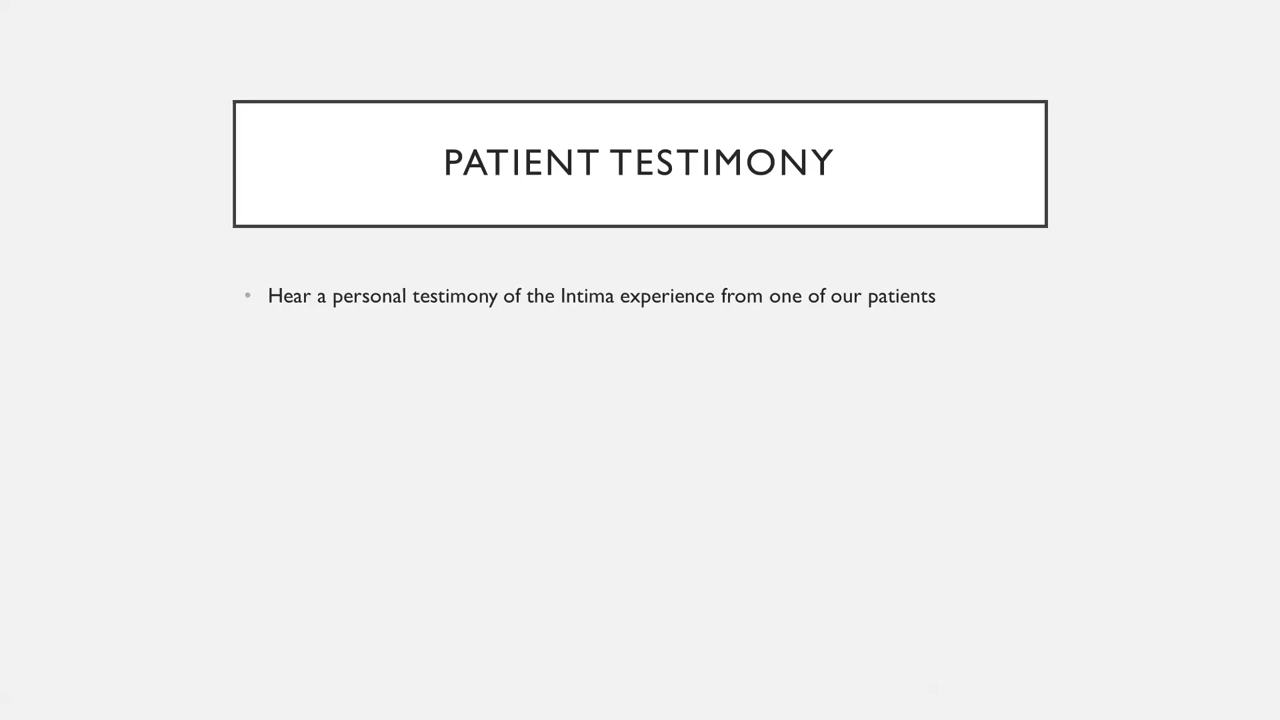 PATIENT TESTIMONY
• Hear a personal testimony of the Intima experience from one of our patients